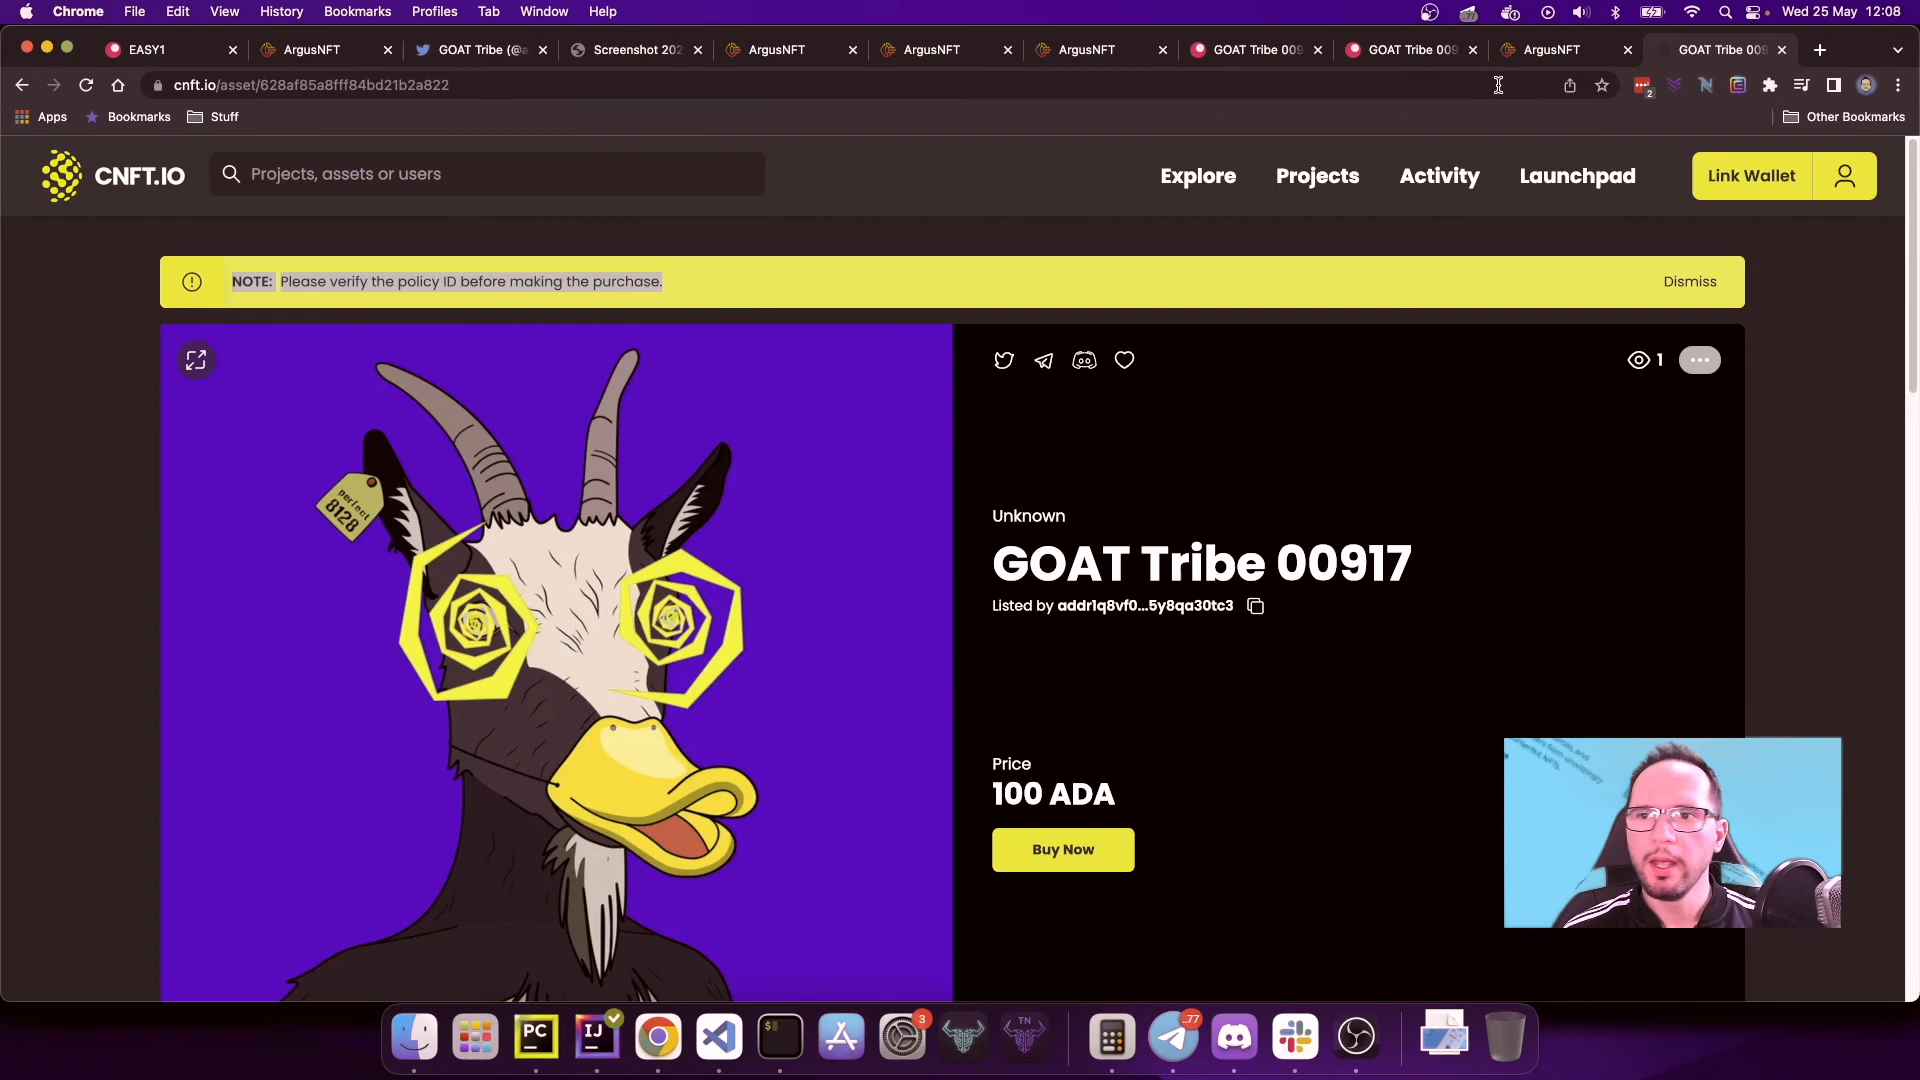 Chrome File Edit View History Bookmarks Profiles Tab Window Help
Wed 25 May 12:08
EASY1
ArgusNFT
GOAT Tribe (@a
Screenshot 202
ArgusNFT
ArgusNFT
ArgusNFT
GOAT Tribe 009
GOAT Tribe 009
ArgusNFT
GOAT Tribe 009
cnft.io/asset/628af85a8fff84bd21b2a822
2
Apps Bookmarks Stuff
Other Bookmarks
CNFT.IO
Projects, assets or users
Explore Projects Activity Launchpad
Link Wallet
NOTE: Please verify the policy ID before making the purchase.
Dismiss
1
perfect
8128
Unknown
GOAT Tribe 00917
Listed by addr1q8vf0...5y8qa30tc3
Price
100 ADA
Buy Now
PC
IJ
$
3
TN
77